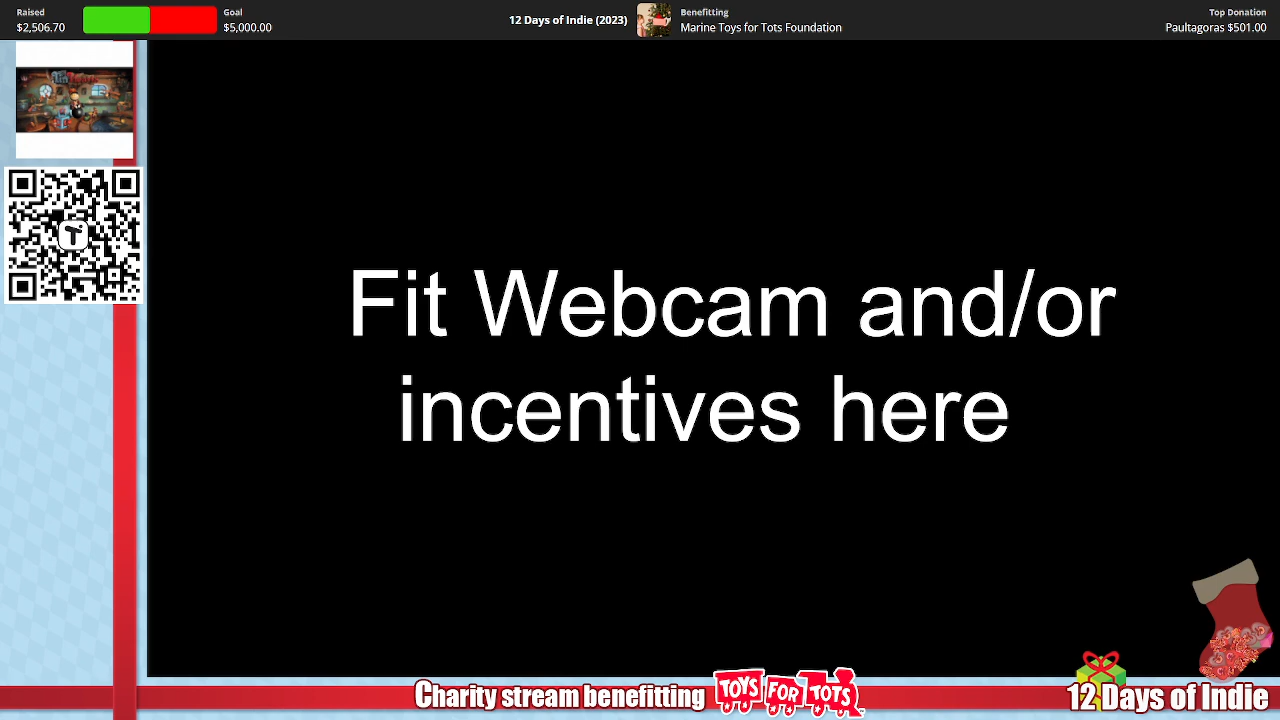 Raised
$2,506.70
Goal
$5,000.00
12 Days of Indie (2023)
Benefitting
Marine Toys for Tots Foundation
Top Donation
Paultagoras $501.00
T
Fit Webcam and/or
incentives here
Charity stream benefitting
TOYS FOR TOTS
12 Days of Indie